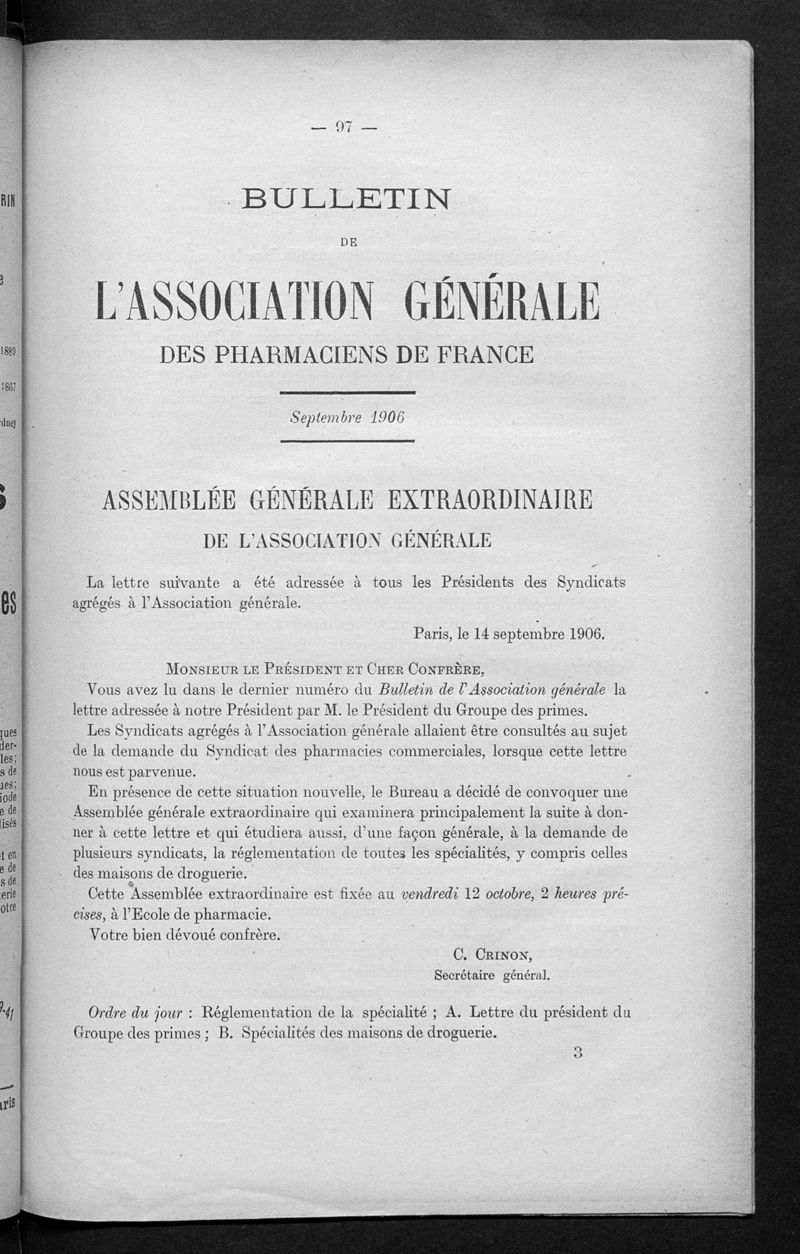 — 97 —
BULLETIN
DE
L'ASSOCIATION GÉNÉRALE
DES PHARMACIENS DE FRANCE
Septembre 1906
ASSEMBLÉE GÉNÉRALE EXTRAORDINAIRE
DE L'ASSOCIATION GÉNÉRALE
La lettre suivante a été adressée à tous les Présidents des Syndicats
agrégés à l'Association générale.
Paris, le 14 septembre 1906.
MONSIEUR LE PRÉSIDENT ET CHER CONFRÈRE,
Vous avez lu dans le dernier numéro du Bulletin de l'Association générale la
lettre adressée à notre Président par M. le Président du Groupe des primes.
Les Syndicats agrégés à l'Association générale allaient être consultés au sujet
de la demande du Syndicat des pharmacies commerciales, lorsque cette lettre
nous est parvenue.
En présence de cette situation nouvelle, le Bureau a décidé de convoquer une
Assemblée générale extraordinaire qui examinera principalement la suite à don-
ner à cette lettre et qui étudiera aussi, d'une façon générale, à la demande de
plusieurs syndicats, la réglementation de toutes les spécialités, y compris celles
des maisons de droguerie.
Cette Assemblée extraordinaire est fixée au vendredi 12 octobre, 2 heures pré-
cises, à l'Ecole de pharmacie.
Votre bien dévoué confrère.
C. CRINON,
Secrétaire général.
Ordre du jour : Réglementation de la spécialité ; A. Lettre du président du
Groupe des primes ; B. Spécialités des maisons de droguerie.
3